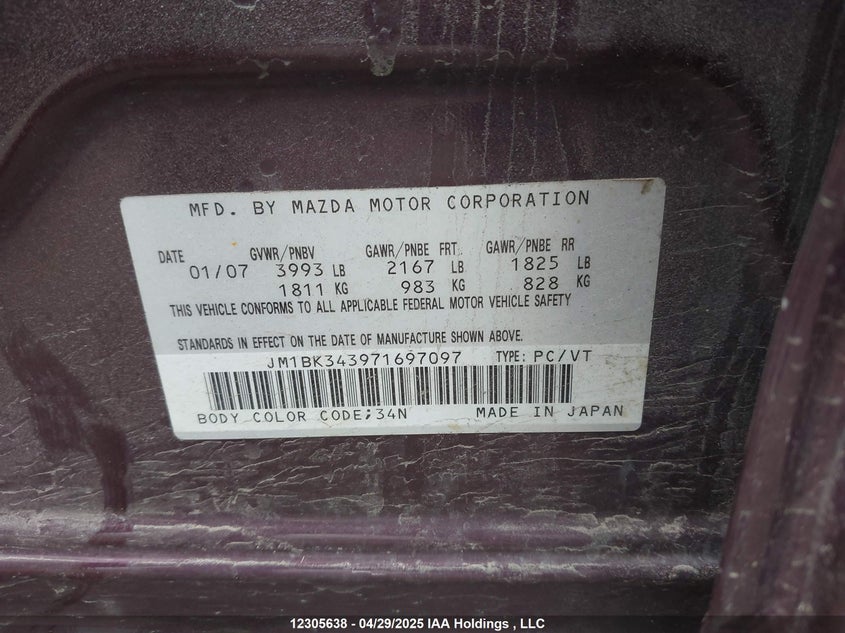 MFD. BY MAZDA MOTOR CORPORATION
DATE GVWR/PNBV GAWR/PNBE FRT. GAWR/PNBE RR
01/07 3993 LB 2167 LB 1825 LB
1811 KG 983 KG 828 KG
THIS VEHICLE CONFORMS TO ALL APPLICABLE FEDERAL MOTOR VEHICLE SAFETY
STANDARDS IN EFFECT ON THE DATE OF MANUFACTURE SHOWN ABOVE.
JM1BK343971697097 TYPE: PC/VT
BODY COLOR CODE;34N MADE IN JAPAN
12305638 - 04/29/2025 IAA Holdings , LLC